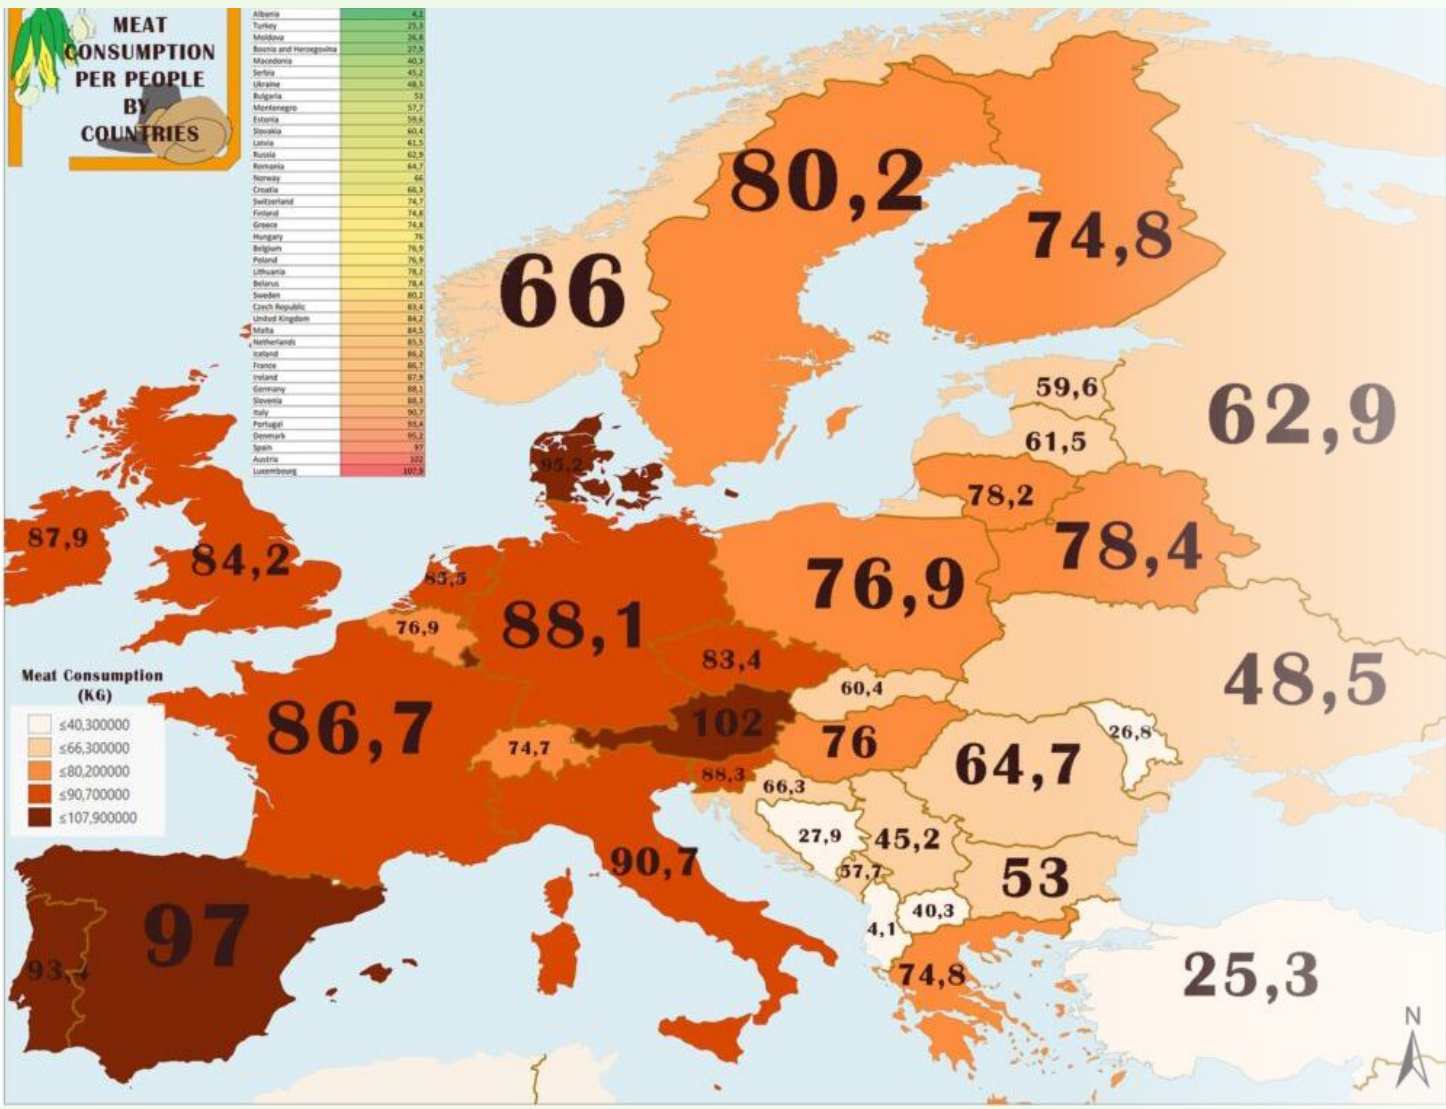 MEAT
CONSUMPTION
PER PEOPLE
BY
COUNTRIES
Albania 4,1
Turkey 25,3
Moldova 26,8
Bosnia and Herzegovina 27,9
Macedonia 40,3
Serbia 45,2
Ukraine 48,5
Bulgaria 53
Montenegro 57,7
Estonia 59,6
Slovakia 60,4
Latvia 61,5
Russia 62,9
Romania 64,7
Norway 66
Croatia 66,3
Switzerland 74,7
Finland 74,8
Greece 74,8
Hungary 76
Belgium 76,9
Poland 76,9
Lithuania 78,2
Belarus 78,4
Sweden 80,2
Czech Republic 83,4
United Kingdom 84,2
Malta 84,5
Netherlands 85,5
Iceland 86,2
France 86,7
Ireland 87,9
Germany 88,1
Slovenia 88,3
Italy 90,7
Portugal 93,4
Denmark 95,2
Spain 97
Austria 102
Luxembourg 107,9
80,2
74,8
66
59,6
62,9
61,5
95,2
78,2
87,9
84,2
78,4
85,5
76,9
88,1
76,9
83,4
48,5
60,4
86,7
102
74,7
76
26,8
64,7
88,3
66,3
27,9
45,2
90,7
57,7
53
97
40,3
4,1
93,4
74,8
25,3
Meat Consumption
(KG)
≤40,300000
≤66,300000
≤80,200000
≤90,700000
≤107,900000
N